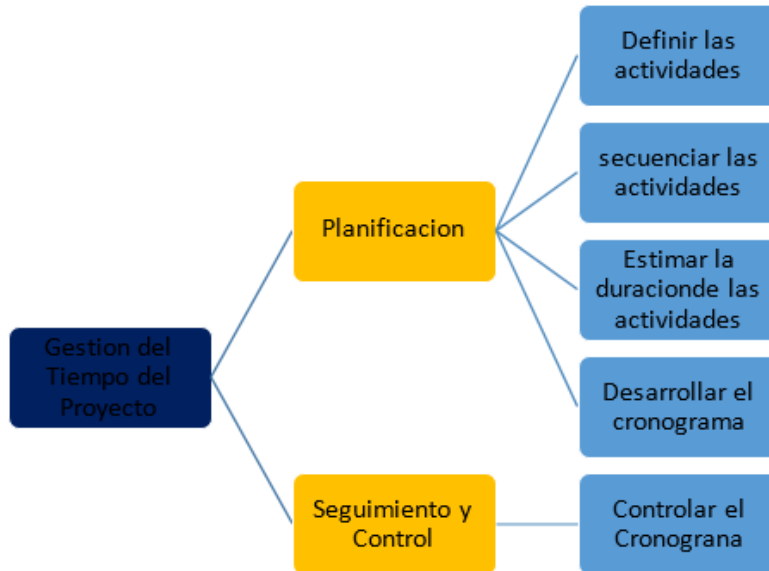 Definir las
actividades
secuenciar las
actividades
Planificacion
Estimar la
duracionde las
actividades
Gestion del
Tiempo del
Proyecto
Desarrollar el
cronograma
Seguimiento y
Control
Controlar el
Cronograna